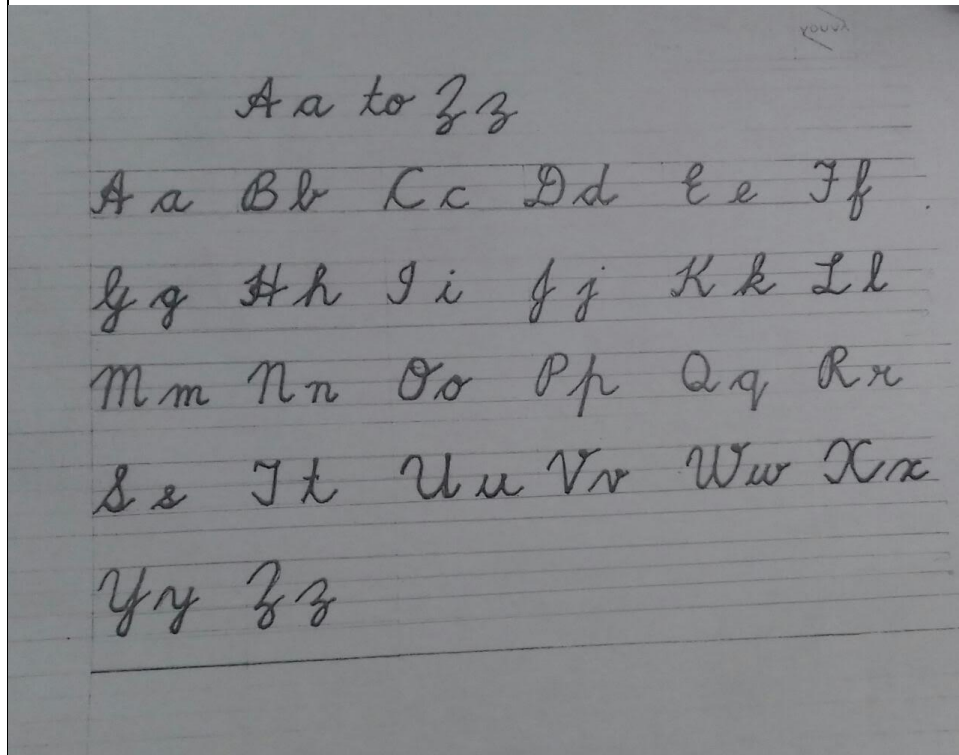 Aa to Zz
Aa Bb Cc Dd Ee Ff
Gg Hh Ii Jj Kk Ll
Mm Nn Oo Pp Qq Rr
Ss Tt Uu Vv Ww Xx
Yy Zz